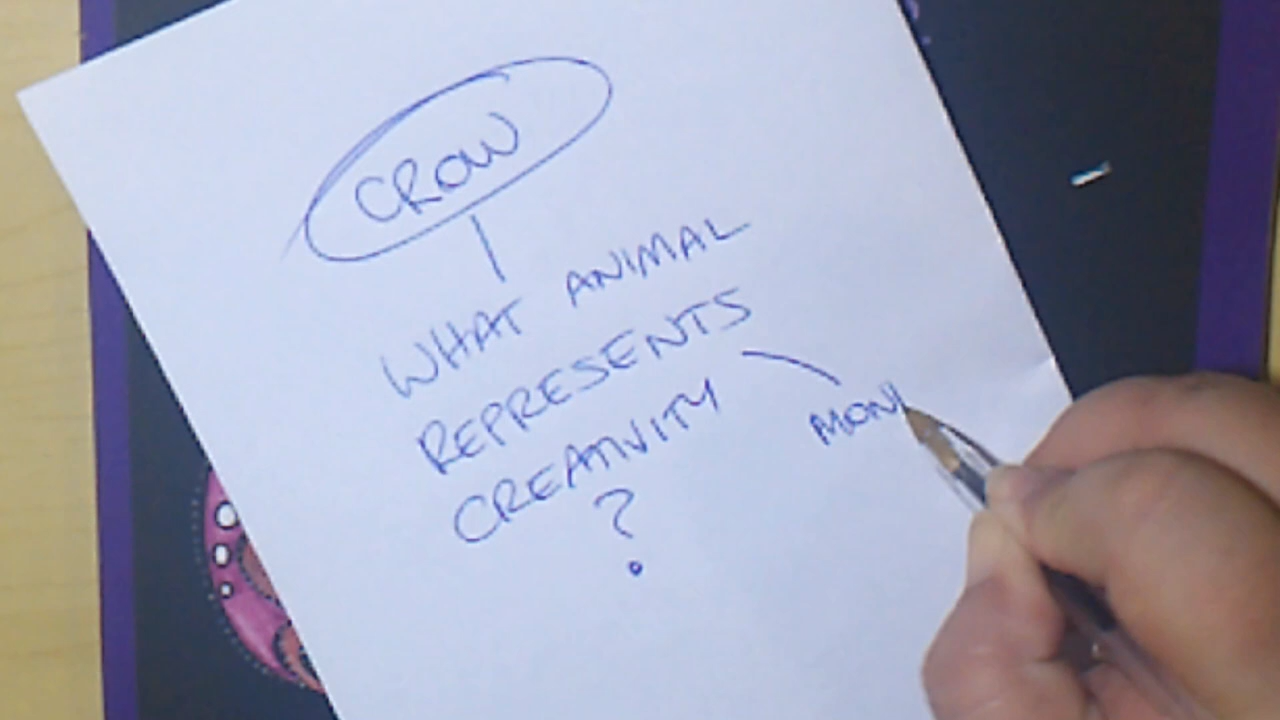 CROW
WHAT ANIMAL
REPRESENTS
CREATIVITY
?
MON